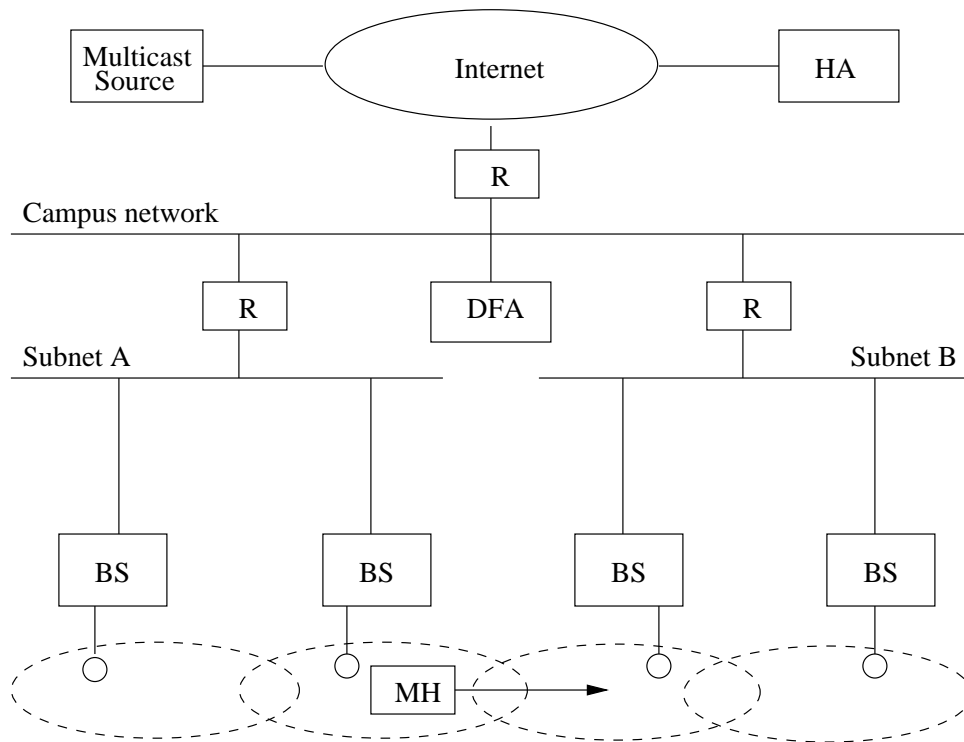 Multicast
Source
Internet
HA
R
Campus network
R
DFA
R
Subnet A
Subnet B
BS
BS
BS
BS
MH